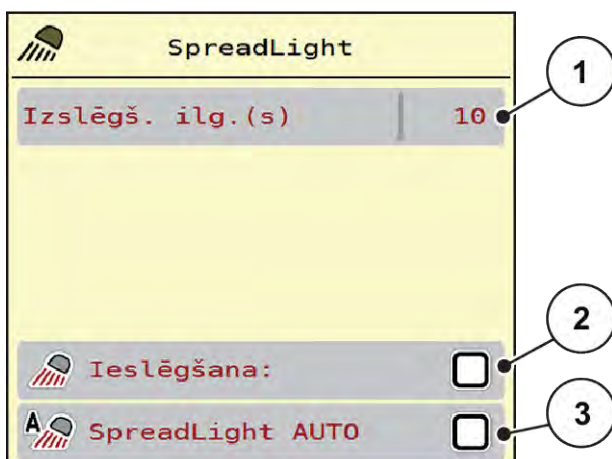 SpreadLight
1
Izslēgš. ilg.(s) 10
2
Ieslēgšana:
3
A SpreadLight AUTO